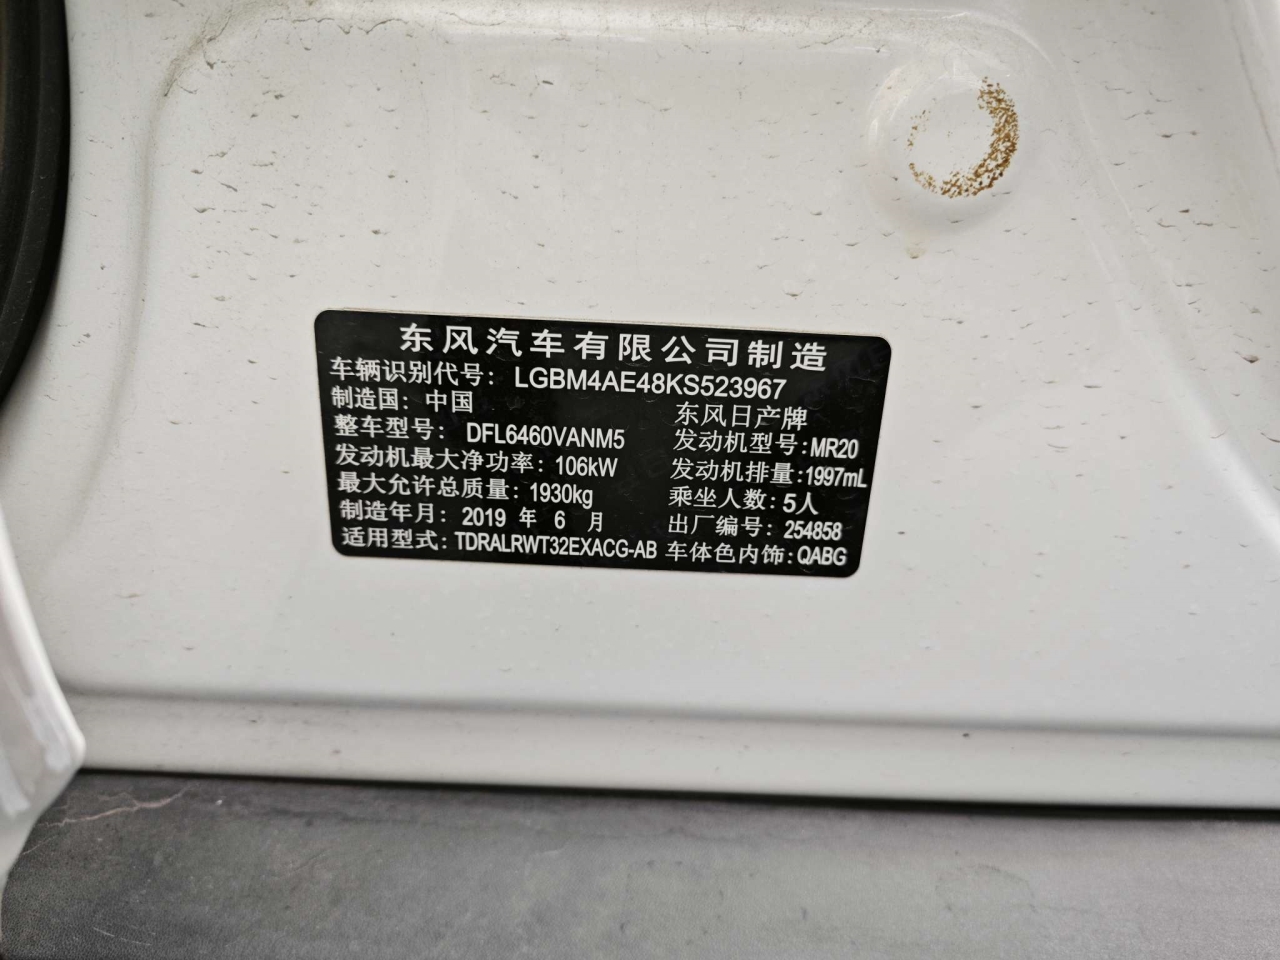 东风汽车有限公司制造
车辆识别代号：LGBM4AE48KS523967
制造国：中国 东风日产牌
整车型号：DFL6460VANM5 发动机型号：MR20
发动机最大净功率：106kW 发动机排量：1997mL
最大允许总质量：1930kg 乘坐人数：5人
制造年月：2019 年 6 月 出厂编号：254858
适用型式：TDRALRWT32EXACG-AB 车体色内饰：QABG